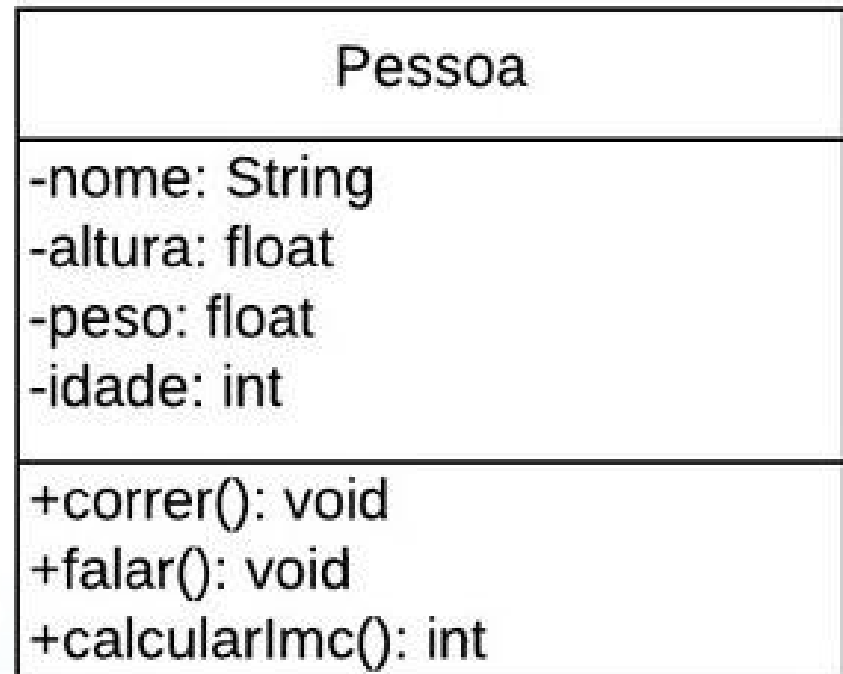 Pessoa
-nome: String
-altura: float
-peso: float
-idade: int
+correr(): void
+falar(): void
+calcularImc(): int